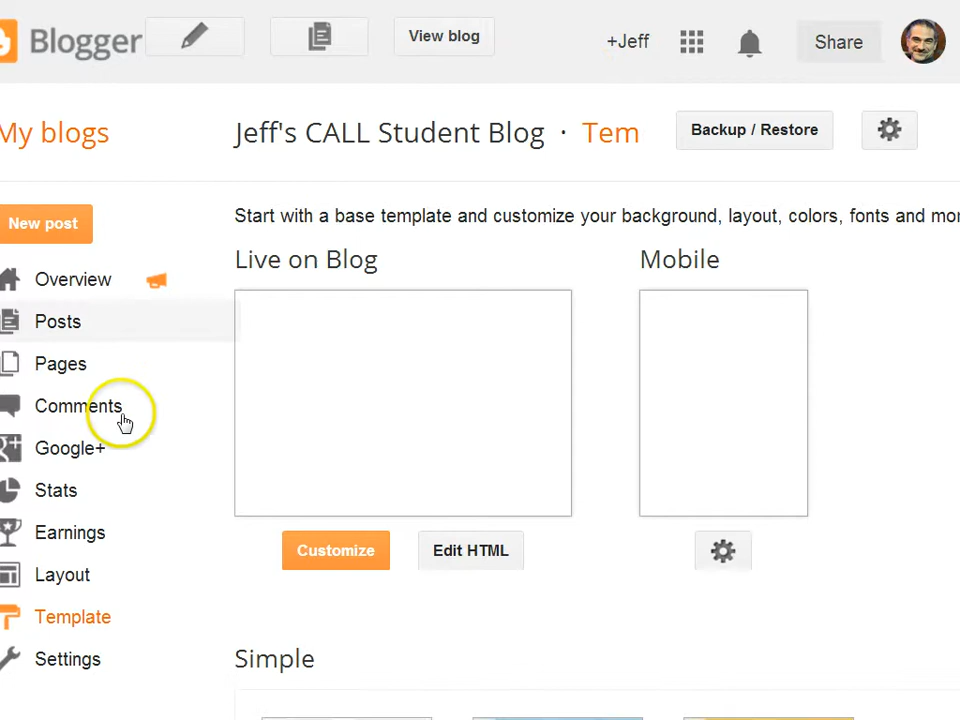 Blogger
View blog
+Jeff
Share
My blogs
Jeff's CALL Student Blog · Tem
Backup / Restore
New post
Start with a base template and customize your background, layout, colors, fonts and mor
Overview
Live on Blog
Mobile
Posts
Pages
Comments
Google+
Stats
Earnings
Customize
Edit HTML
Layout
Template
Settings
Simple